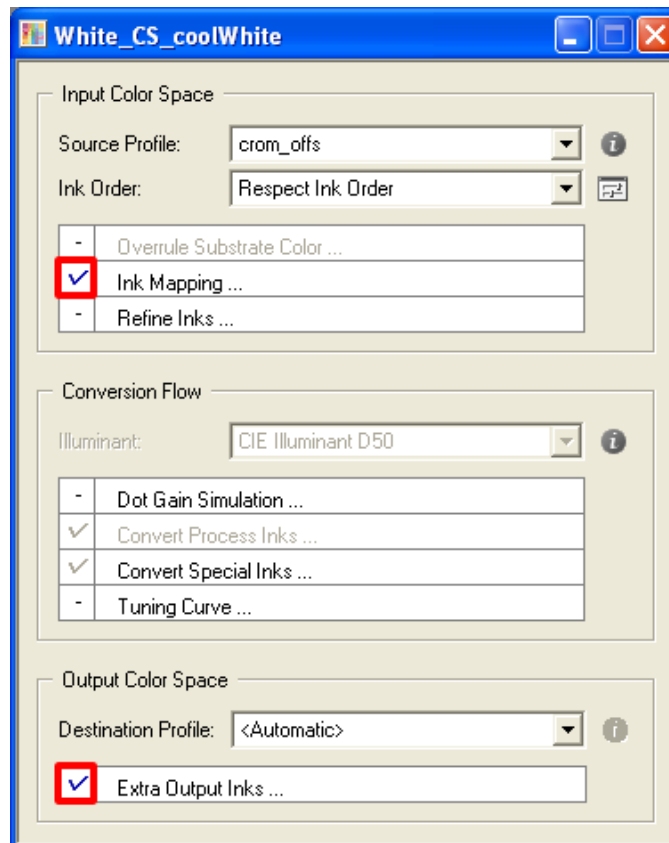 White_CS_coolWhite
Input Color Space
Source Profile: crom_offs
Ink Order: Respect Ink Order
- Overrule Substrate Color ...
Ink Mapping ...
- Refine Inks ...
Conversion Flow
Illuminant: CIE Illuminant D50
- Dot Gain Simulation ...
Convert Process Inks ...
Convert Special Inks ...
- Tuning Curve ...
Output Color Space
Destination Profile: <Automatic>
Extra Output Inks ...